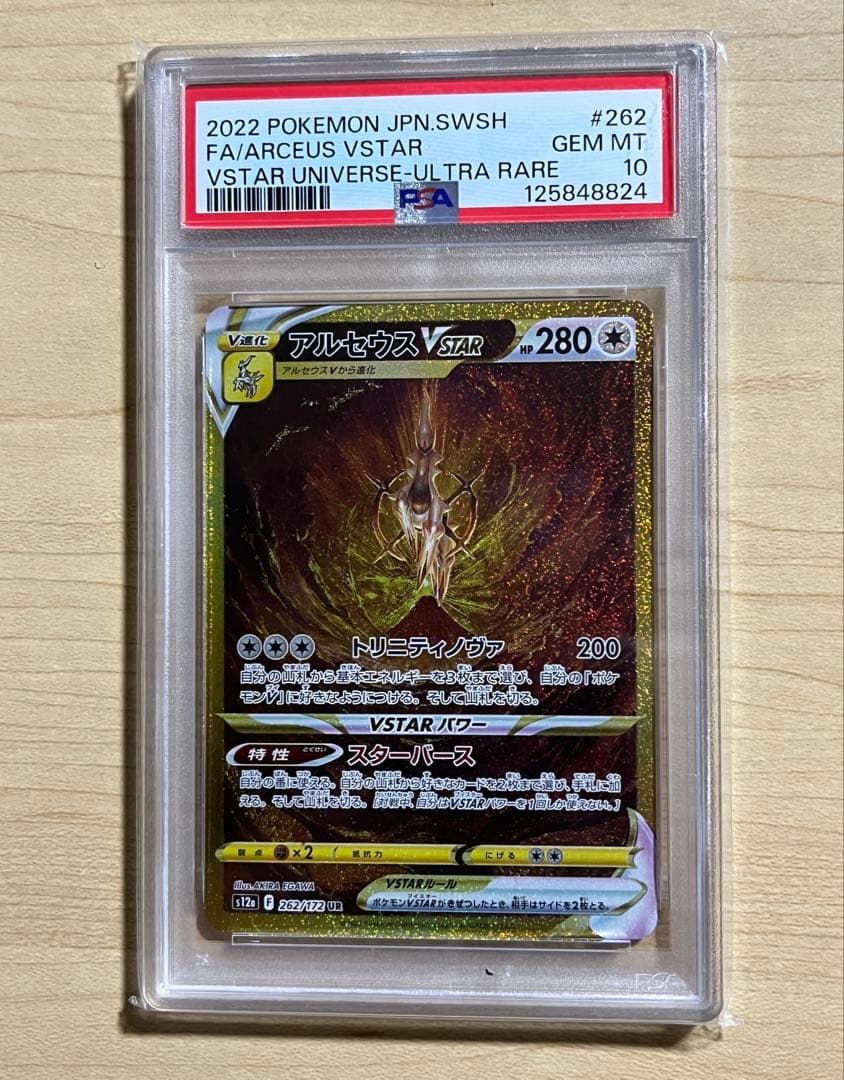 2022 POKEMON JPN.SWSH #262
FA/ARCEUS VSTAR GEM MT
VSTAR UNIVERSE-ULTRA RARE 10
PSA 125848824
V進化 アルセウス VSTAR HP 280
アルセウスVから進化
トリニティノヴァ 200
自分の山札から基本エネルギーを3枚まで選び、自分の「ポケ
モンV」に好きなようにつける。そして山札を切る。
VSTARパワー
特性 とくせい スターバース
自分の番に使える。自分の山札から好きなカードを2枚まで選び、手札に加
える。そして山札を切る。[対戦中、自分はVSTARパワーを1回しか使えない。]
弱点 ×2 抵抗力 にげる
Illus. AKIRA EGAWA
VSTARルール
ポケモンVSTARがきぜつしたとき、相手はサイドを2枚とる。
s12a F 262/172 UR
PSA